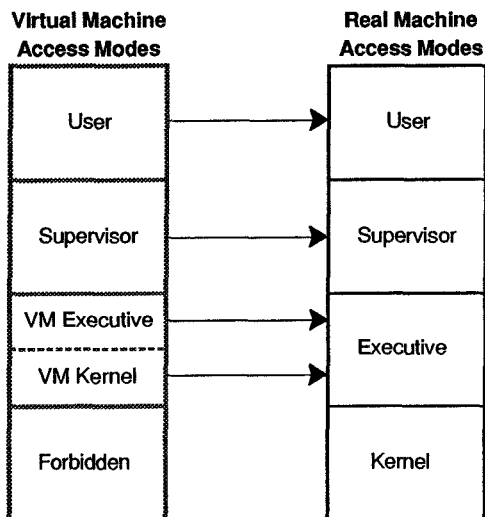 Virtual Machine
Access Modes
Real Machine
Access Modes
User
User
Supervisor
Supervisor
VM Executive
VM Kernel
Executive
Forbidden
Kernel